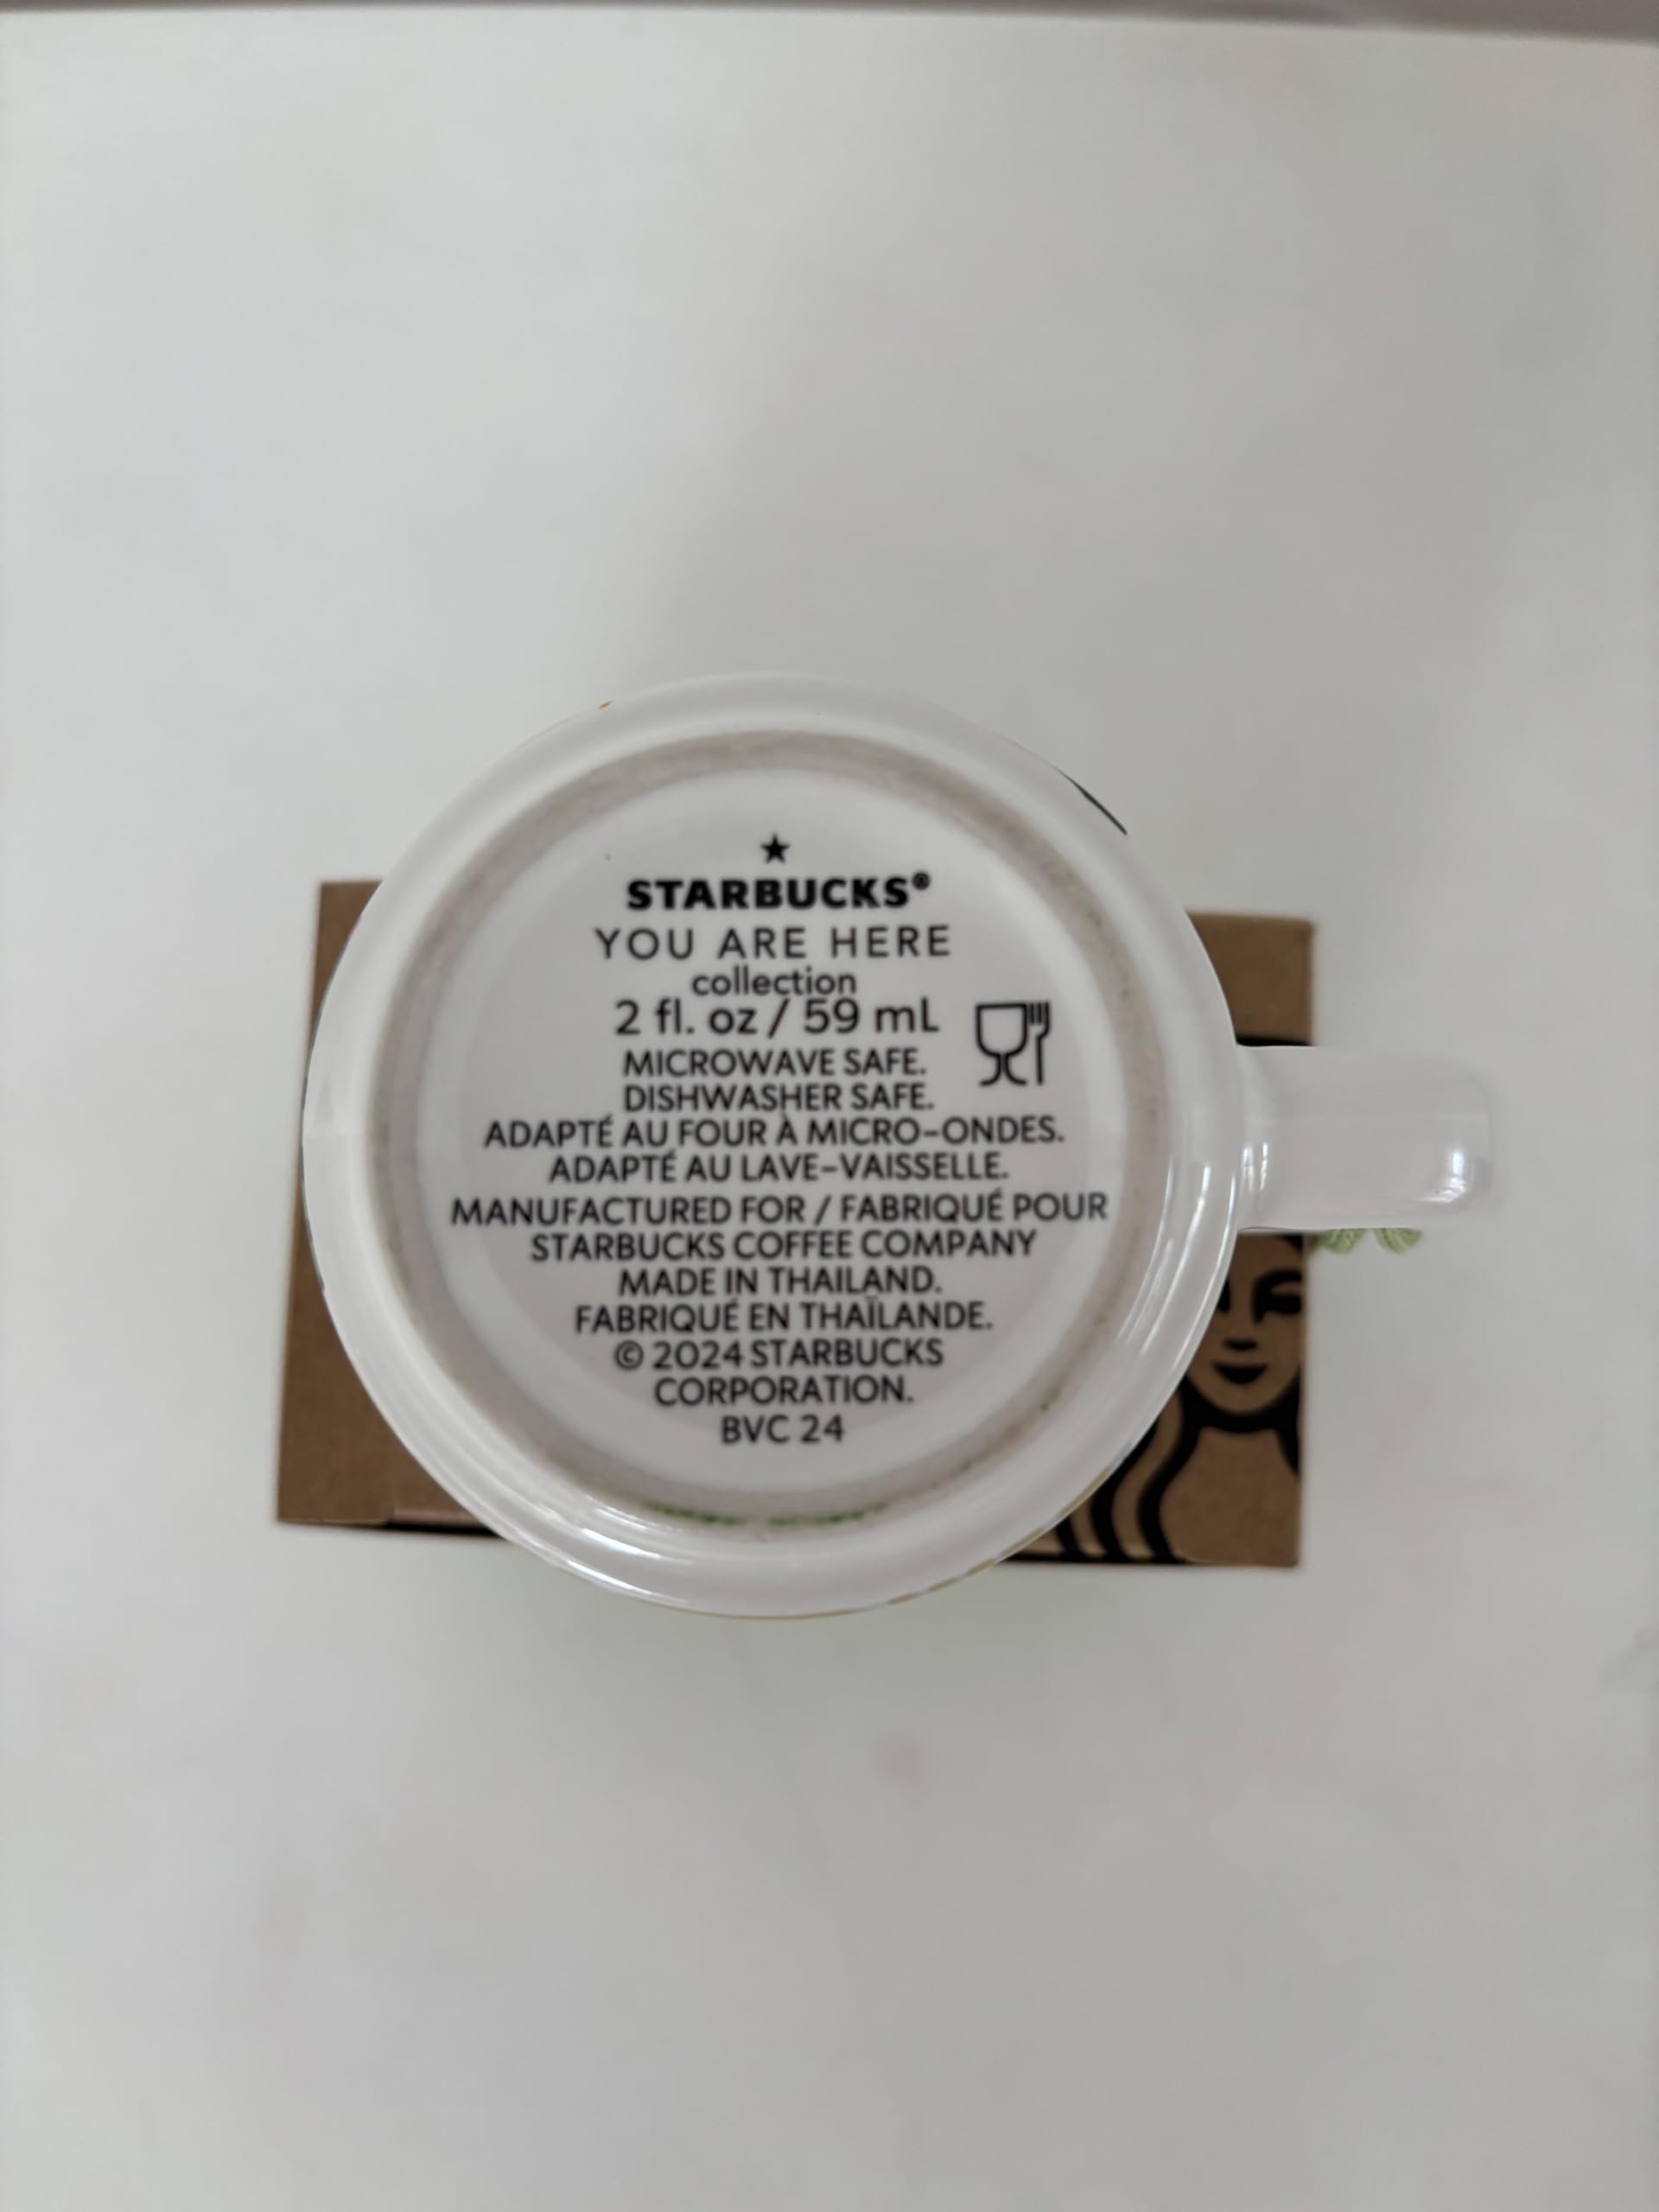 STARBUCKS®
YOU ARE HERE
collection
2 fl. oz / 59 mL
MICROWAVE SAFE.
DISHWASHER SAFE.
ADAPTÉ AU FOUR À MICRO-ONDES.
ADAPTÉ AU LAVE-VAISSELLE.
MANUFACTURED FOR / FABRIQUÉ POUR
STARBUCKS COFFEE COMPANY
MADE IN THAILAND.
FABRIQUÉ EN THAÏLANDE.
© 2024 STARBUCKS
CORPORATION.
BVC 24